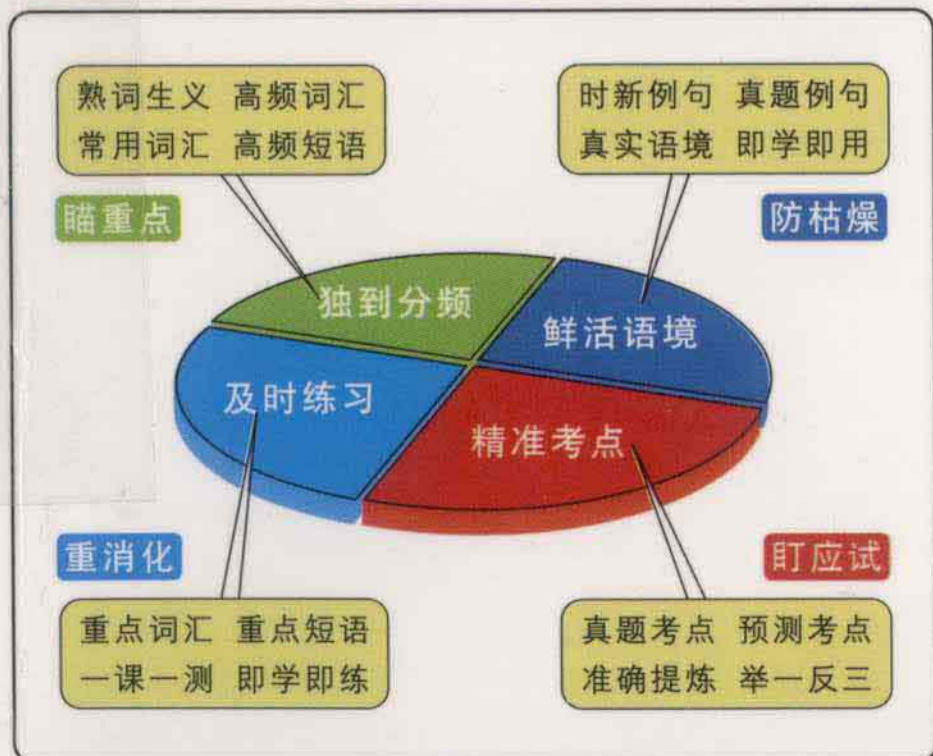 熟词生义 高频词汇
常用词汇 高频短语
时新例句 真题例句
真实语境 即学即用
瞄重点
防枯燥
独到分频
鲜活语境
及时练习
精准考点
重消化
盯应试
重点词汇 重点短语
一课一测 即学即练
真题考点 预测考点
准确提炼 举一反三